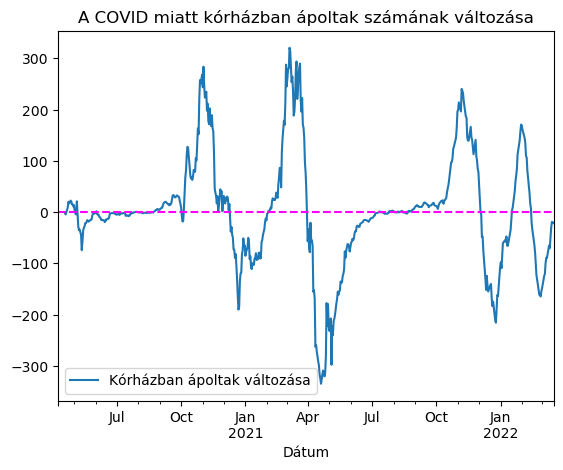 A COVID miatt kórházban ápoltak számának változása
300
200
100
0
−100
−200
−300
Kórházban ápoltak változása
Jul Oct Jan Apr Jul Oct Jan
2021 2022
Dátum